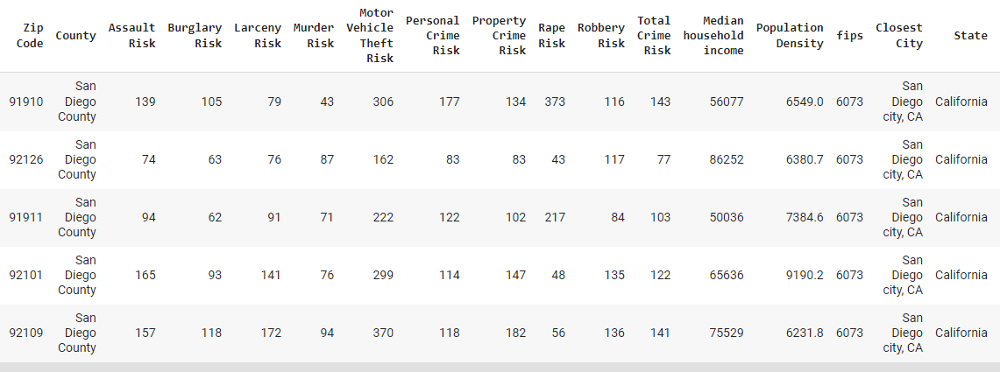 Zip Code County Assault Risk Burglary Risk Larceny Risk Murder Risk Motor Vehicle Theft Risk Personal Crime Risk Property Crime Risk Rape Risk Robbery Risk Total Crime Risk Median household income Population Density fips Closest City State
91910 San Diego County 139 105 79 43 306 177 134 373 116 143 56077 6549.0 6073 San Diego city, CA California
92126 San Diego County 74 63 76 87 162 83 83 43 117 77 86252 6380.7 6073 San Diego city, CA California
91911 San Diego County 94 62 91 71 222 122 102 217 84 103 50036 7384.6 6073 San Diego city, CA California
92101 San Diego County 165 93 141 76 299 114 147 48 135 122 65636 9190.2 6073 San Diego city, CA California
92109 San Diego County 157 118 172 94 370 118 182 56 136 141 75529 6231.8 6073 San Diego city, CA California